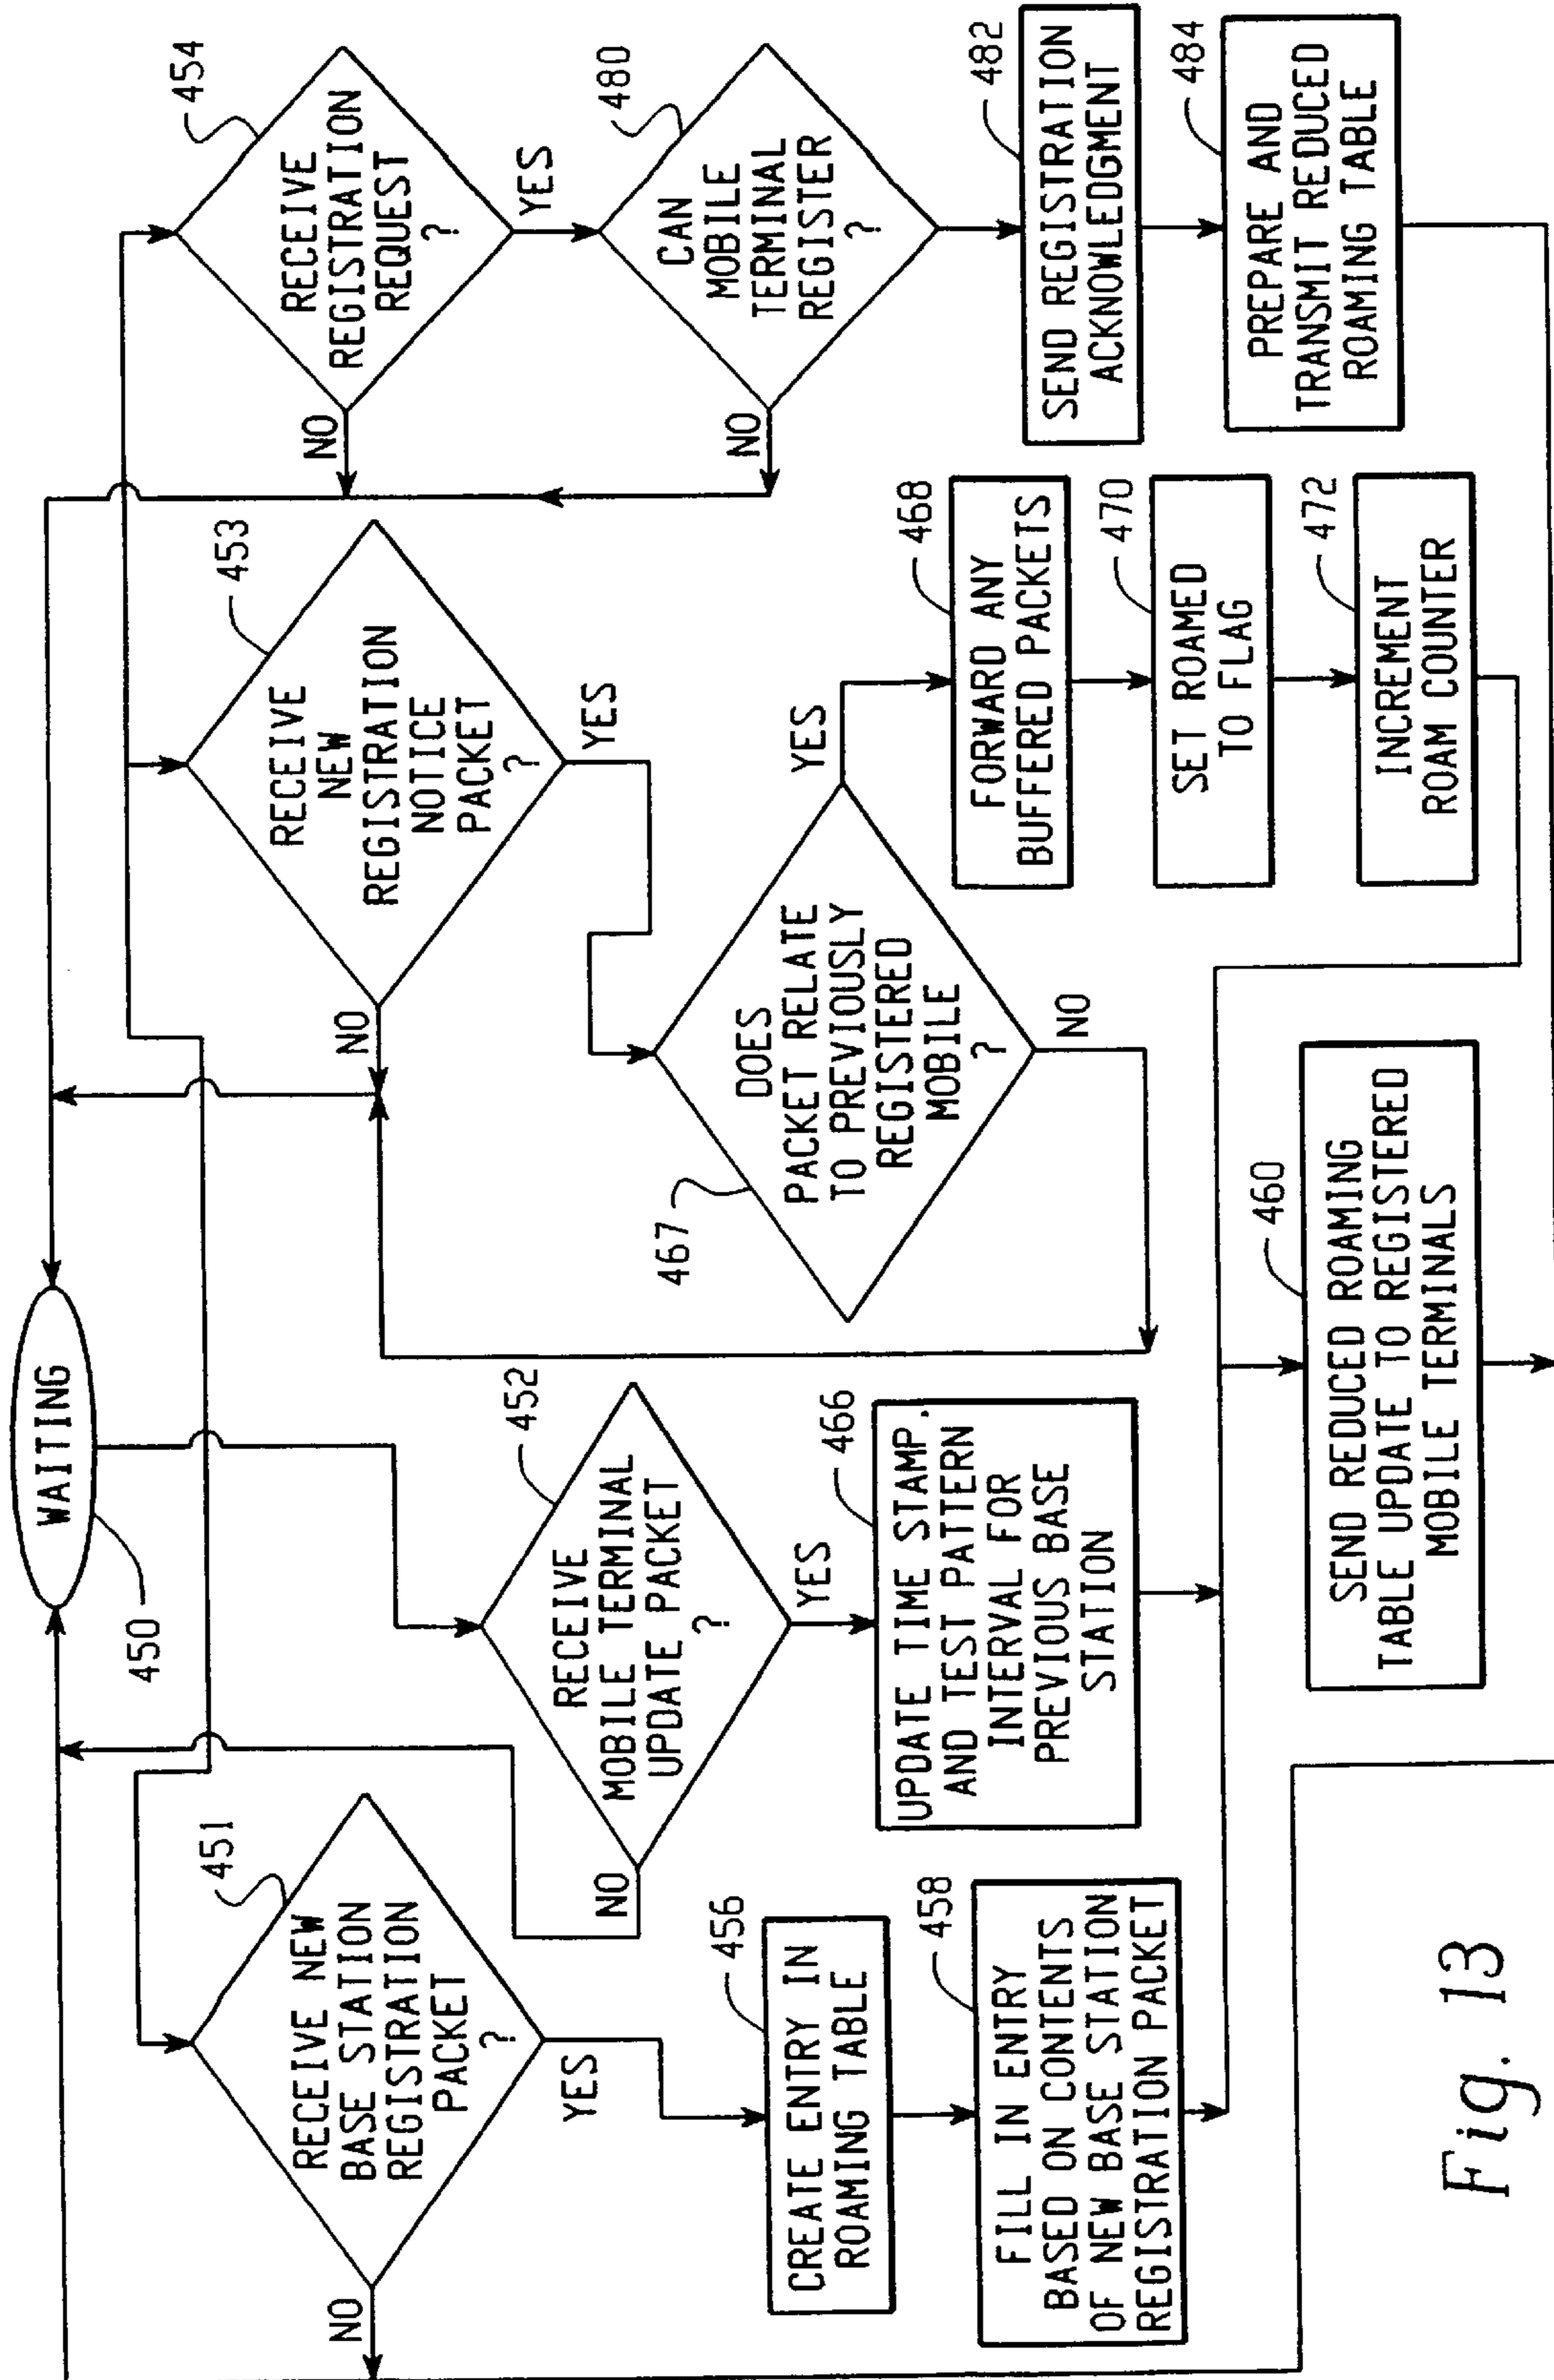 WAITING
450
RECEIVE NEW
BASE STATION
REGISTRATION
PACKET
?
451
NO
YES
CREATE ENTRY IN
ROAMING TABLE
456
FILL IN ENTRY
BASED ON CONTENTS
OF NEW BASE STATION
REGISTRATION PACKET
458
RECEIVE
MOBILE TERMINAL
UPDATE PACKET
?
452
NO
YES
UPDATE TIME STAMP,
AND TEST PATTERN
INTERVAL FOR
PREVIOUS BASE
STATION
466
RECEIVE
NEW
REGISTRATION
NOTICE
PACKET
?
453
NO
YES
DOES
PACKET RELATE
TO PREVIOUSLY
REGISTERED
MOBILE
?
467
NO
YES
FORWARD ANY
BUFFERED PACKETS
468
SET ROAMED
TO FLAG
470
INCREMENT
ROAM COUNTER
472
RECEIVE
REGISTRATION
REQUEST
?
454
NO
YES
CAN
MOBILE
TERMINAL
REGISTER
?
480
NO
SEND REGISTRATION
ACKNOWLEDGMENT
482
PREPARE AND
TRANSMIT REDUCED
ROAMING TABLE
484
SEND REDUCED ROAMING
TABLE UPDATE TO REGISTERED
MOBILE TERMINALS
460
Fig. 13